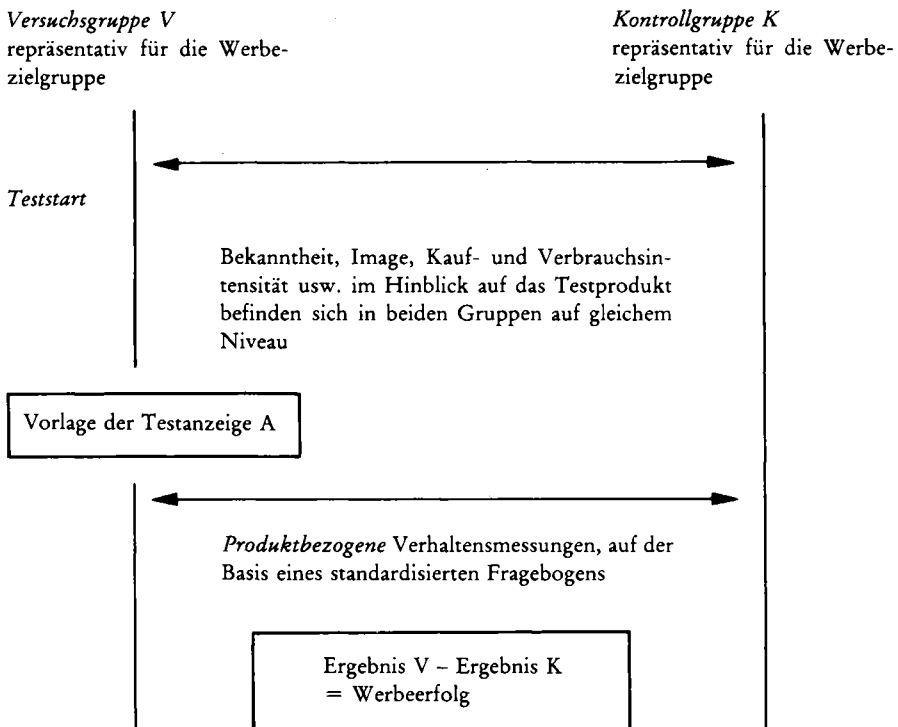 Versuchsgruppe V
repräsentativ für die Werbe-
zielgruppe
Kontrollgruppe K
repräsentativ für die Werbe-
zielgruppe
Teststart
Bekanntheit, Image, Kauf- und Verbrauchsin-
tensität usw. im Hinblick auf das Testprodukt
befinden sich in beiden Gruppen auf gleichem
Niveau
Vorlage der Testanzeige A
Produktbezogene Verhaltensmessungen, auf der
Basis eines standardisierten Fragebogens
Ergebnis V – Ergebnis K
= Werbeerfolg